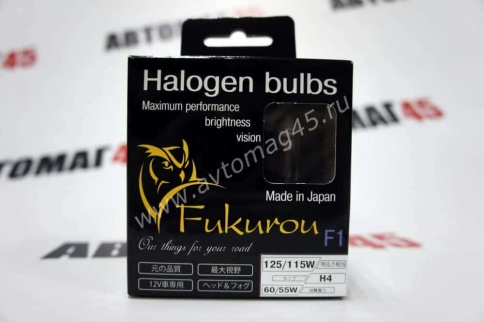 АВТОМАГ45
АВТОМАГ45
АВТОМАГ45
Halogen bulbs
Maximum performance
brightness
vision
www.avtomag45.ru
Made in Japan
Fukurou F1
Our things for your road
元の品質
最大視野
12V車専用
ヘッド&フォグ
125/115W
H4
60/55W